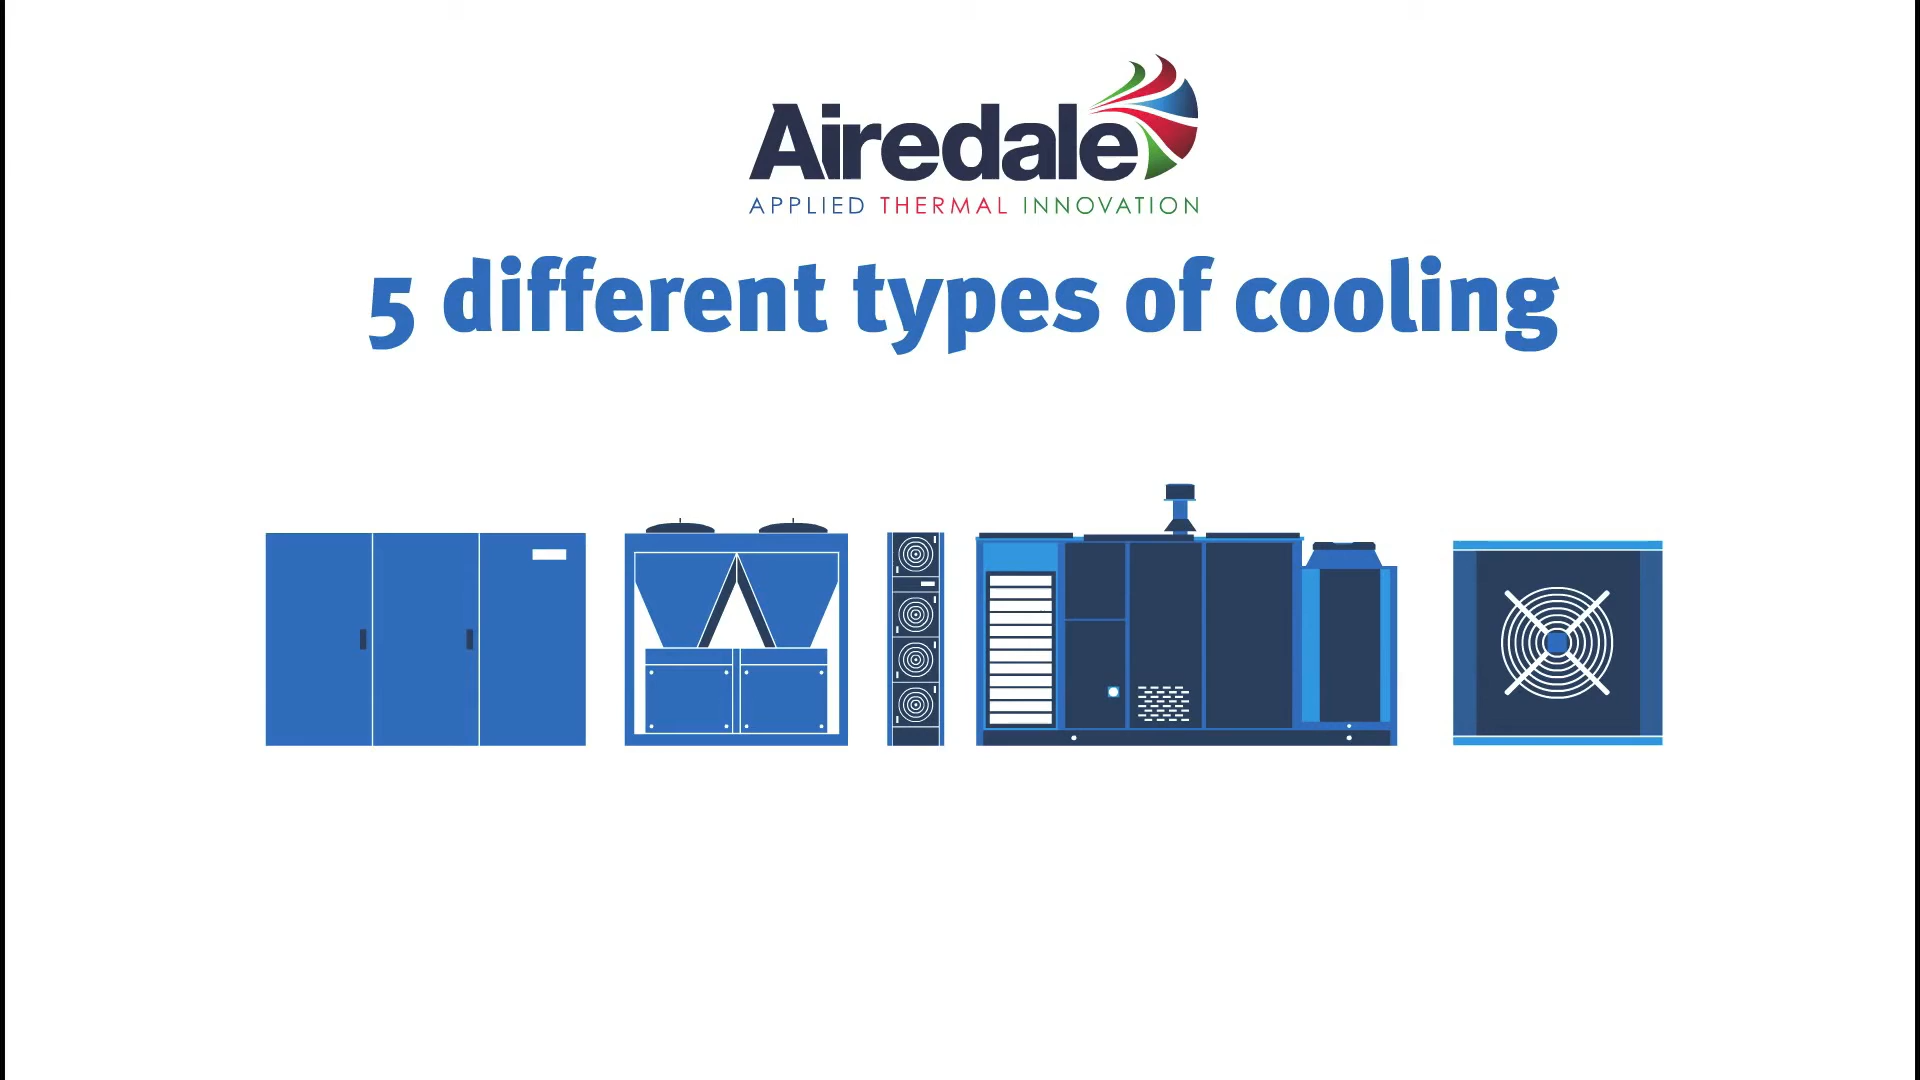 Airedale
APPLIED THERMAL INNOVATION
5 different types of cooling